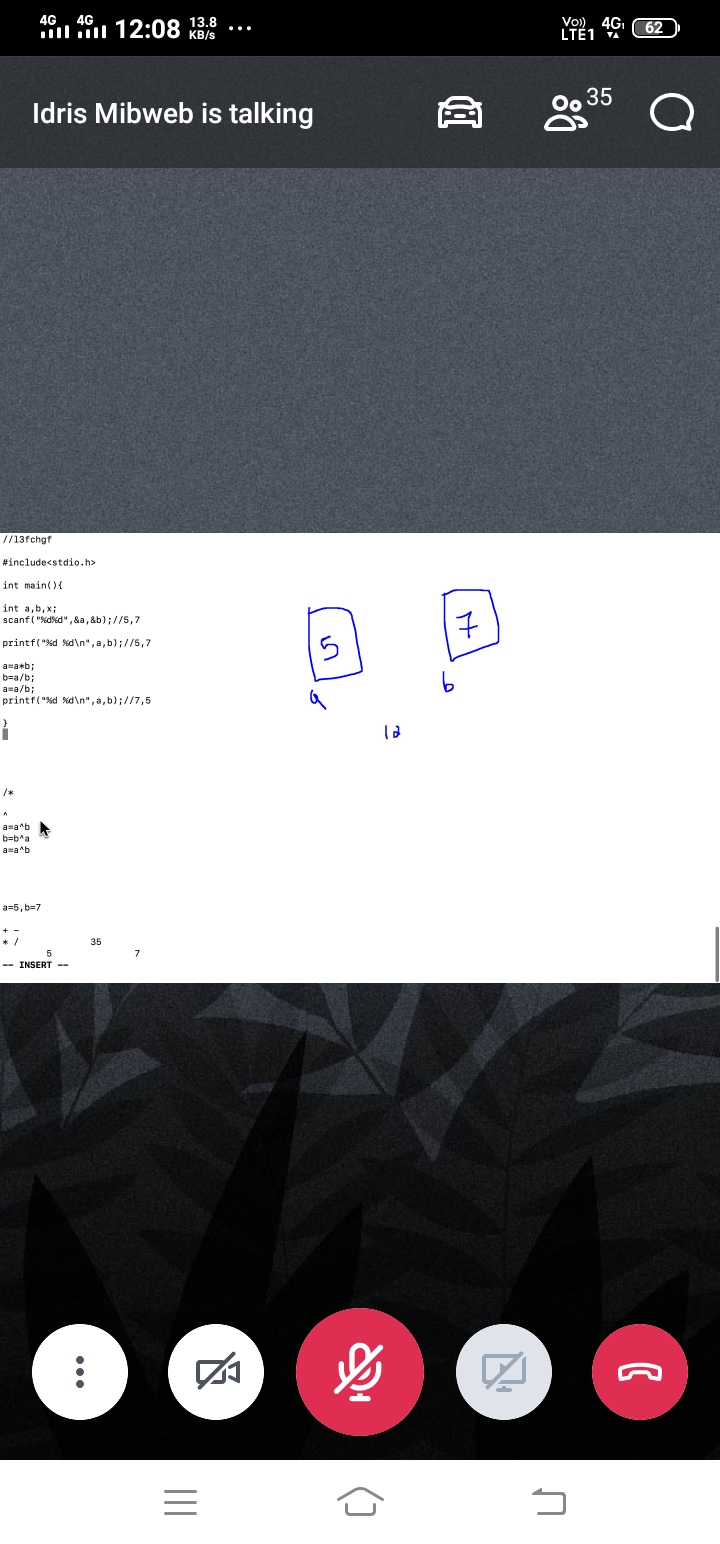 4G 4G 12:08 13.8 KB/s ... Vo)) LTE1 4G 62
Idris Mibweb is talking 35
//l3fchgf
#include<stdio.h>
int main(){
int a,b,x;
scanf("%d%d",&a,&b);//5,7
printf("%d %d\n",a,b);//5,7
a=a*b;
b=a/b;
a=a/b;
printf("%d %d\n",a,b);//7,5
}
5 7
a b
12
/*
^
a=a^b
b=b^a
a=a^b
a=5,b=7
+ -
* / 35
5 7
-- INSERT --